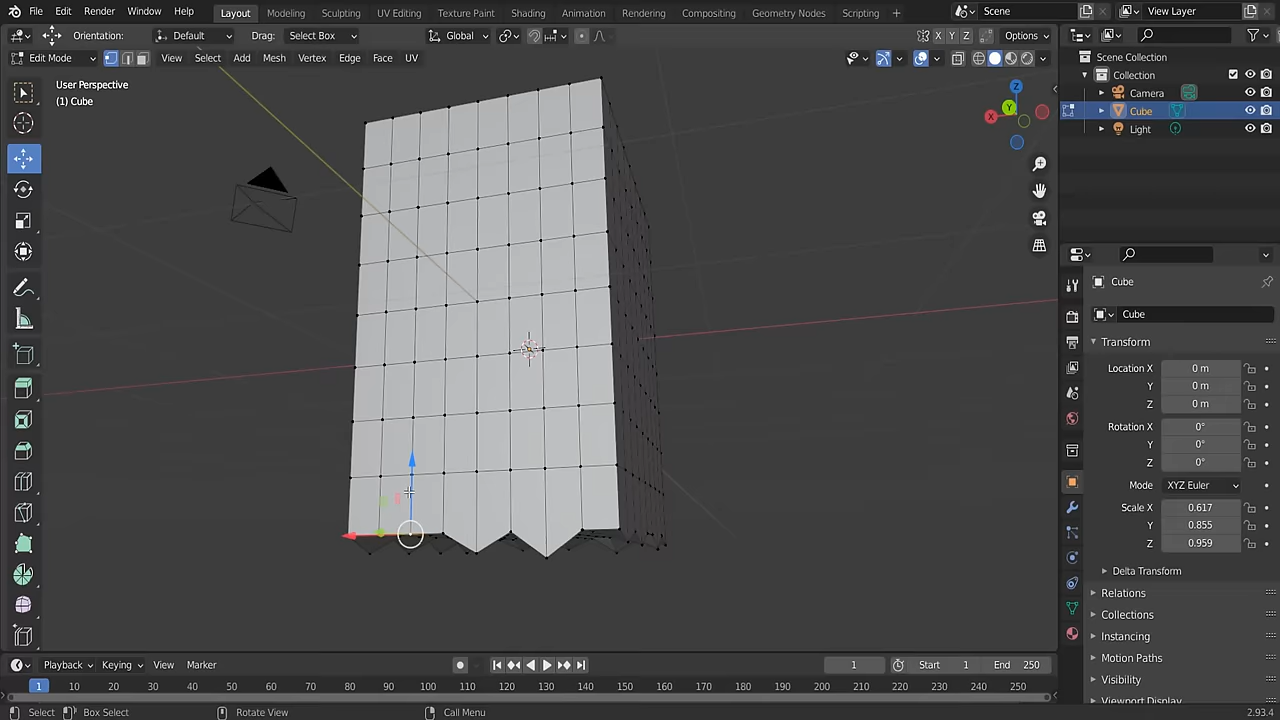 File Edit Render Window Help Layout Modeling Sculpting UV Editing Texture Paint Shading Animation Rendering Compositing Geometry Nodes Scripting + Scene View Layer
Orientation: Default Drag: Select Box Global X Y Z Options
Edit Mode View Select Add Mesh Vertex Edge Face UV
User Perspective
(1) Cube
Z
Y
X
Scene Collection
Collection
Camera
Cube
Light
Cube
Cube
Transform
Location X 0 m
Y 0 m
Z 0 m
Rotation X 0°
Y 0°
Z 0°
Mode XYZ Euler
Scale X 0.617
Y 0.855
Z 0.959
Delta Transform
Relations
Collections
Instancing
Motion Paths
Visibility
Viewport Display
Playback Keying View Marker 1 Start 1 End 250
1 10 20 30 40 50 60 70 80 90 100 110 120 130 140 150 160 170 180 190 200 210 220 230 240 250
Select Box Select Rotate View Call Menu 2.93.4